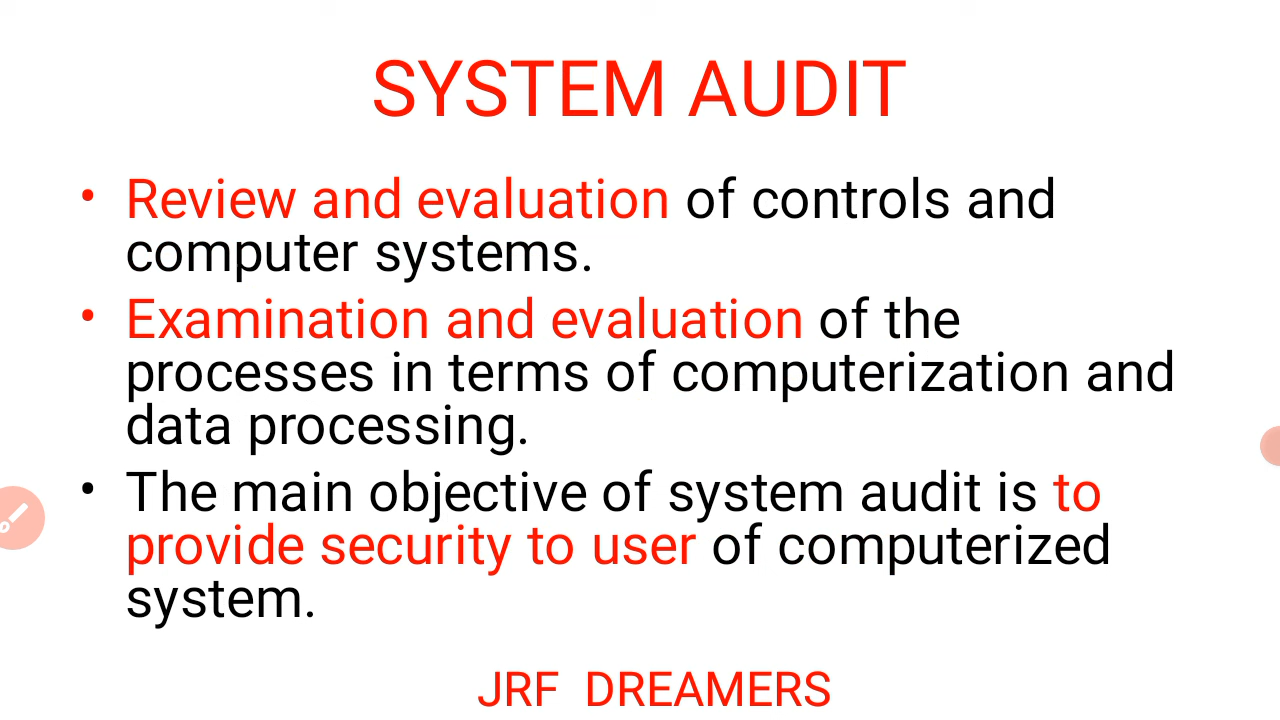 SYSTEM AUDIT
• Review and evaluation of controls and
computer systems.
• Examination and evaluation of the
processes in terms of computerization and
data processing.
• The main objective of system audit is to
provide security to user of computerized
system.
JRF DREAMERS